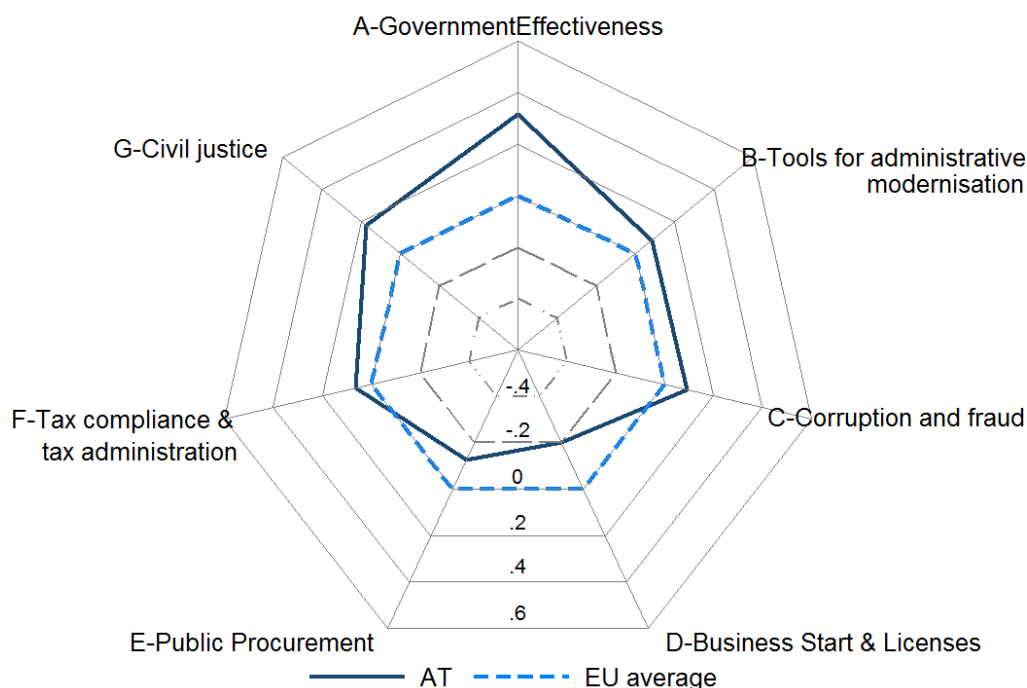 A-GovernmentEffectiveness
G-Civil justice
B-Tools for administrative
modernisation
-.4
-.2
0
.2
.4
.6
C-Corruption and fraud
F-Tax compliance &
tax administration
E-Public Procurement
D-Business Start & Licenses
AT
EU average